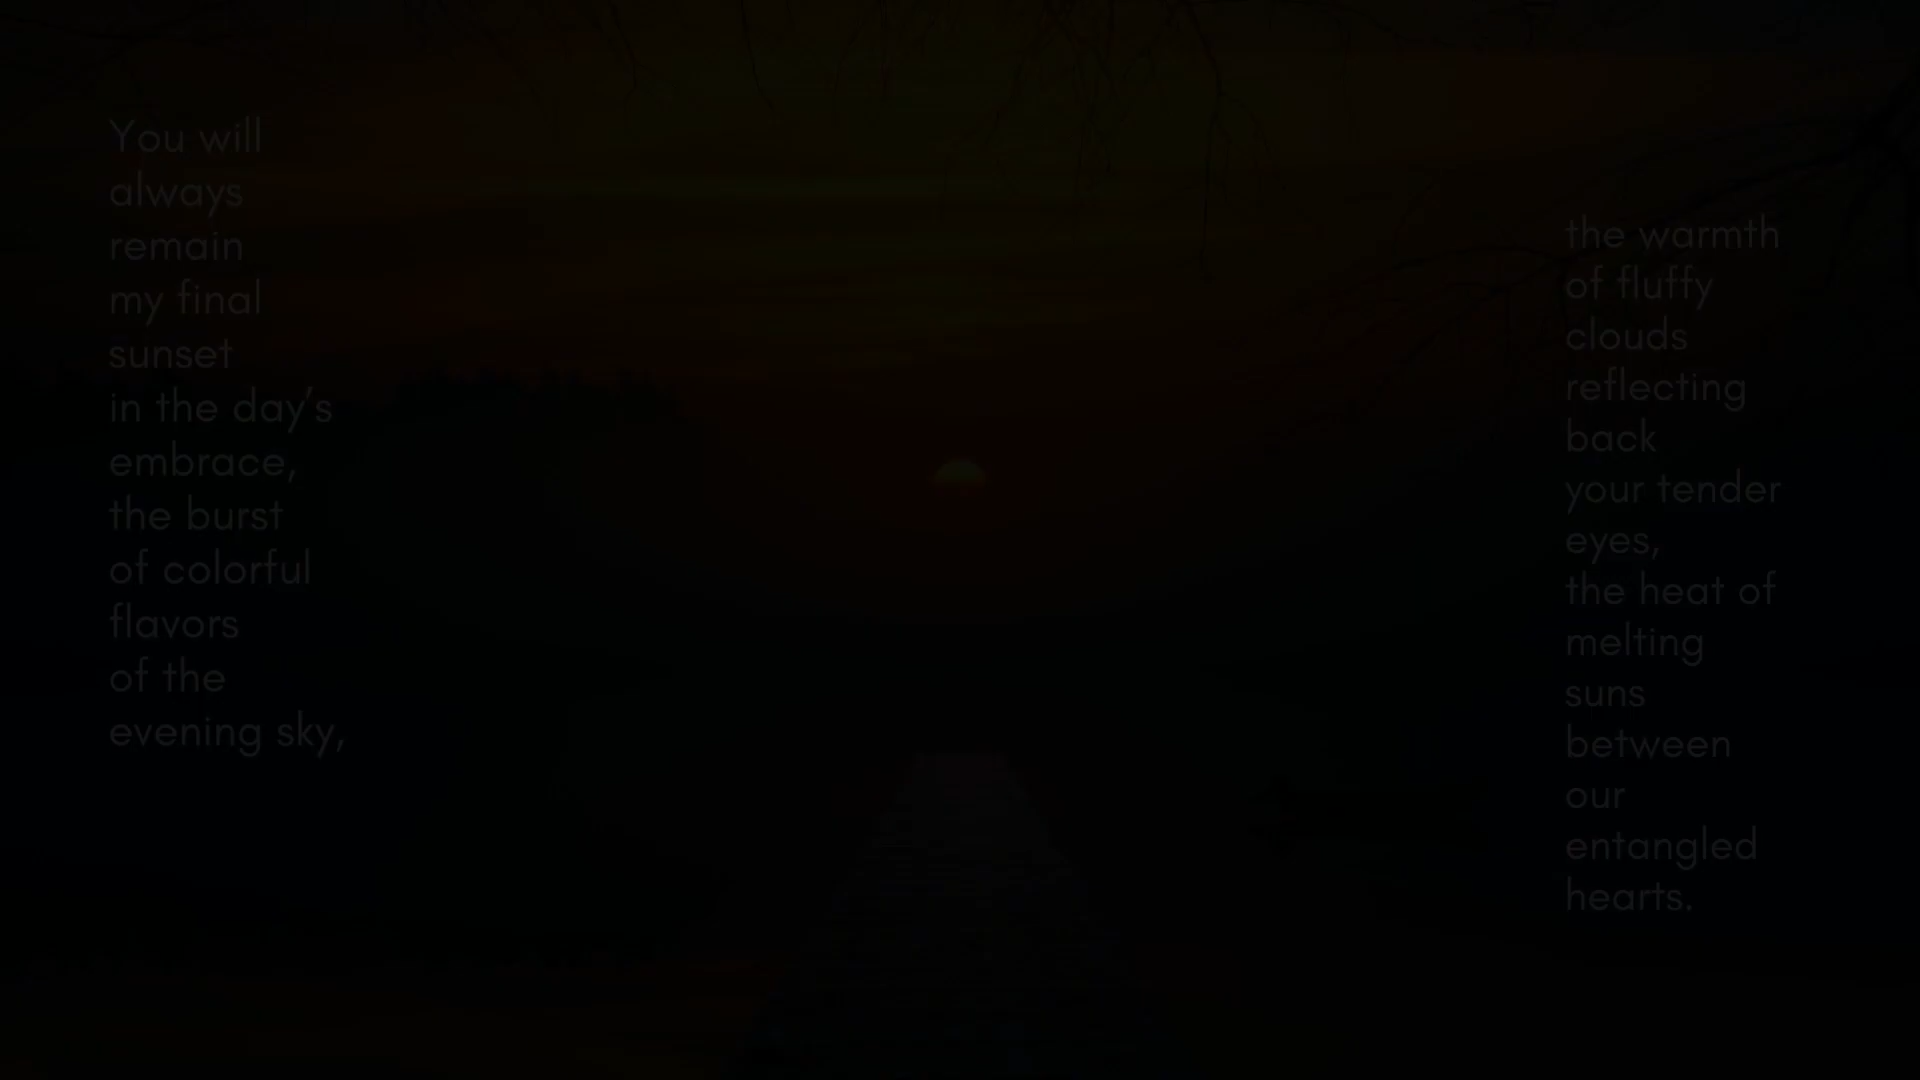 You will
always
remain
my final
sunset
in the day’s
embrace,
the burst
of colorful
flavors
of the
evening sky,
the warmth
of fluffy
clouds
reflecting
back
your tender
eyes,
the heat of
melting
suns
between
our
entangled
hearts.